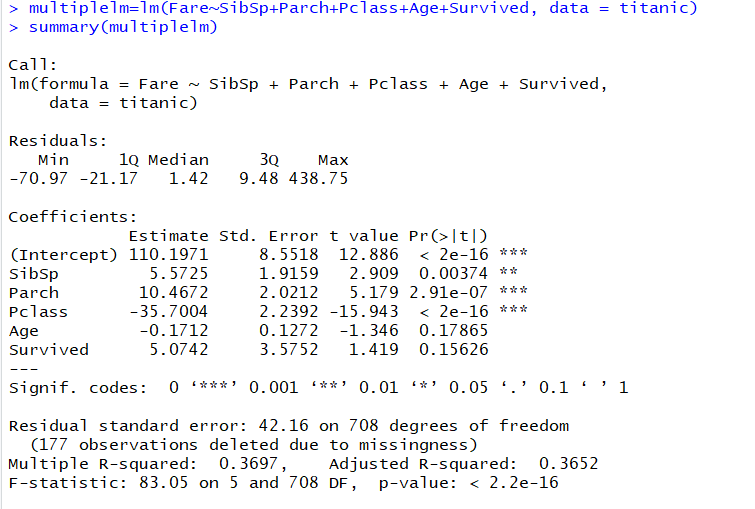 > multiplelm=lm(Fare~SibSp+Parch+Pclass+Age+Survived, data = titanic)
> summary(multiplelm)
Call:
lm(formula = Fare ~ SibSp + Parch + Pclass + Age + Survived,
    data = titanic)
Residuals:
   Min     1Q Median     3Q    Max
-70.97 -21.17   1.42   9.48 438.75
Coefficients:
            Estimate Std. Error t value Pr(>|t|)
(Intercept) 110.1971     8.5518  12.886  < 2e-16 ***
SibSp         5.5725     1.9159   2.909  0.00374 **
Parch        10.4672     2.0212   5.179 2.91e-07 ***
Pclass      -35.7004     2.2392 -15.943  < 2e-16 ***
Age          -0.1712     0.1272  -1.346  0.17865
Survived      5.0742     3.5752   1.419  0.15626
---
Signif. codes:  0 ‘***’ 0.001 ‘**’ 0.01 ‘*’ 0.05 ‘.’ 0.1 ‘ ’ 1
Residual standard error: 42.16 on 708 degrees of freedom
  (177 observations deleted due to missingness)
Multiple R-squared:  0.3697,	Adjusted R-squared:  0.3652
F-statistic: 83.05 on 5 and 708 DF,  p-value: < 2.2e-16